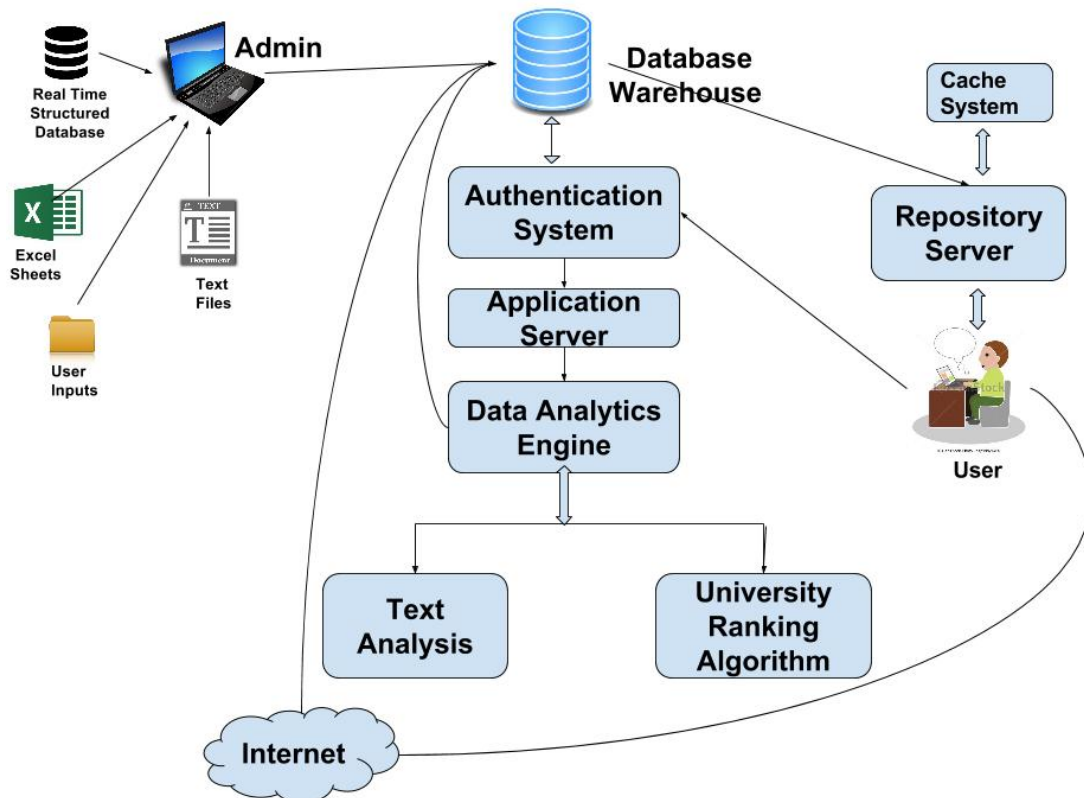 Admin
Database
Warehouse
Real Time
Structured
Database
Cache
System
X
Excel
Sheets
TEXT
T
Document
Text
Files
User
Inputs
Authentication
System
Application
Server
Data Analytics
Engine
Repository
Server
User
Text
Analysis
University
Ranking
Algorithm
Internet